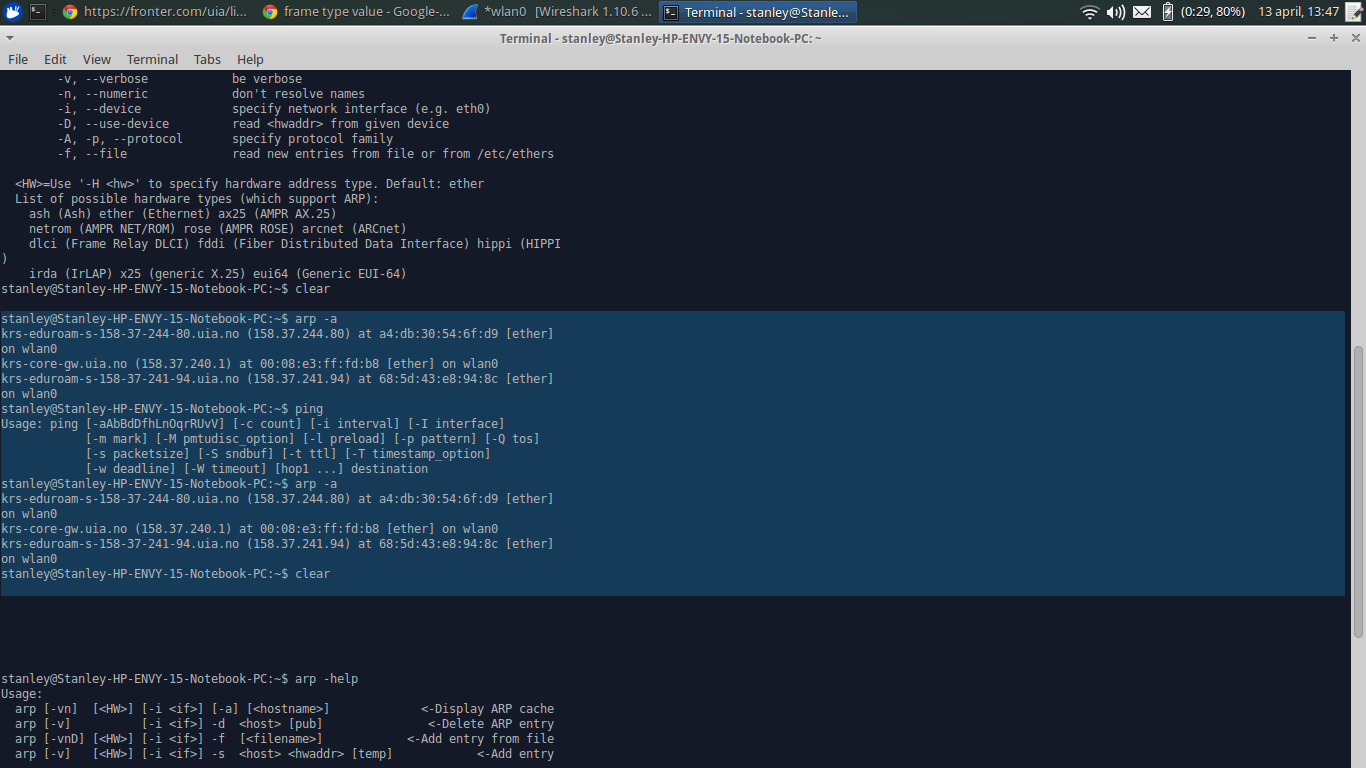 https://fronter.com/uia/li...
frame type value - Google-...
*wlan0 [Wireshark 1.10.6 ...
Terminal - stanley@Stanle...
(0:29, 80%)
13 april, 13:47
Terminal - stanley@Stanley-HP-ENVY-15-Notebook-PC: ~
File Edit View Terminal Tabs Help
-v, --verbose            be verbose
-n, --numeric            don't resolve names
-i, --device             specify network interface (e.g. eth0)
-D, --use-device         read <hwaddr> from given device
-A, -p, --protocol       specify protocol family
-f, --file               read new entries from file or from /etc/ethers
<HW>=Use '-H <hw>' to specify hardware address type. Default: ether
List of possible hardware types (which support ARP):
ash (Ash) ether (Ethernet) ax25 (AMPR AX.25)
netrom (AMPR NET/ROM) rose (AMPR ROSE) arcnet (ARCnet)
dlci (Frame Relay DLCI) fddi (Fiber Distributed Data Interface) hippi (HIPPI
)
irda (IrLAP) x25 (generic X.25) eui64 (Generic EUI-64)
stanley@Stanley-HP-ENVY-15-Notebook-PC:~$ clear
stanley@Stanley-HP-ENVY-15-Notebook-PC:~$ arp -a
krs-eduroam-s-158-37-244-80.uia.no (158.37.244.80) at a4:db:30:54:6f:d9 [ether]
on wlan0
krs-core-gw.uia.no (158.37.240.1) at 00:08:e3:ff:fd:b8 [ether] on wlan0
krs-eduroam-s-158-37-241-94.uia.no (158.37.241.94) at 68:5d:43:e8:94:8c [ether]
on wlan0
stanley@Stanley-HP-ENVY-15-Notebook-PC:~$ ping
Usage: ping [-aAbBdDfhLnOqrRUvV] [-c count] [-i interval] [-I interface]
[-m mark] [-M pmtudisc_option] [-l preload] [-p pattern] [-Q tos]
[-s packetsize] [-S sndbuf] [-t ttl] [-T timestamp_option]
[-w deadline] [-W timeout] [hop1 ...] destination
stanley@Stanley-HP-ENVY-15-Notebook-PC:~$ arp -a
krs-eduroam-s-158-37-244-80.uia.no (158.37.244.80) at a4:db:30:54:6f:d9 [ether]
on wlan0
krs-core-gw.uia.no (158.37.240.1) at 00:08:e3:ff:fd:b8 [ether] on wlan0
krs-eduroam-s-158-37-241-94.uia.no (158.37.241.94) at 68:5d:43:e8:94:8c [ether]
on wlan0
stanley@Stanley-HP-ENVY-15-Notebook-PC:~$ clear
stanley@Stanley-HP-ENVY-15-Notebook-PC:~$ arp -help
Usage:
arp [-vn]  [<HW>] [-i <if>] [-a] [<hostname>]             <-Display ARP cache
arp [-v]          [-i <if>] -d  <host> [pub]               <-Delete ARP entry
arp [-vnD] [<HW>] [-i <if>] -f  [<filename>]            <-Add entry from file
arp [-v]   [<HW>] [-i <if>] -s  <host> <hwaddr> [temp]            <-Add entry